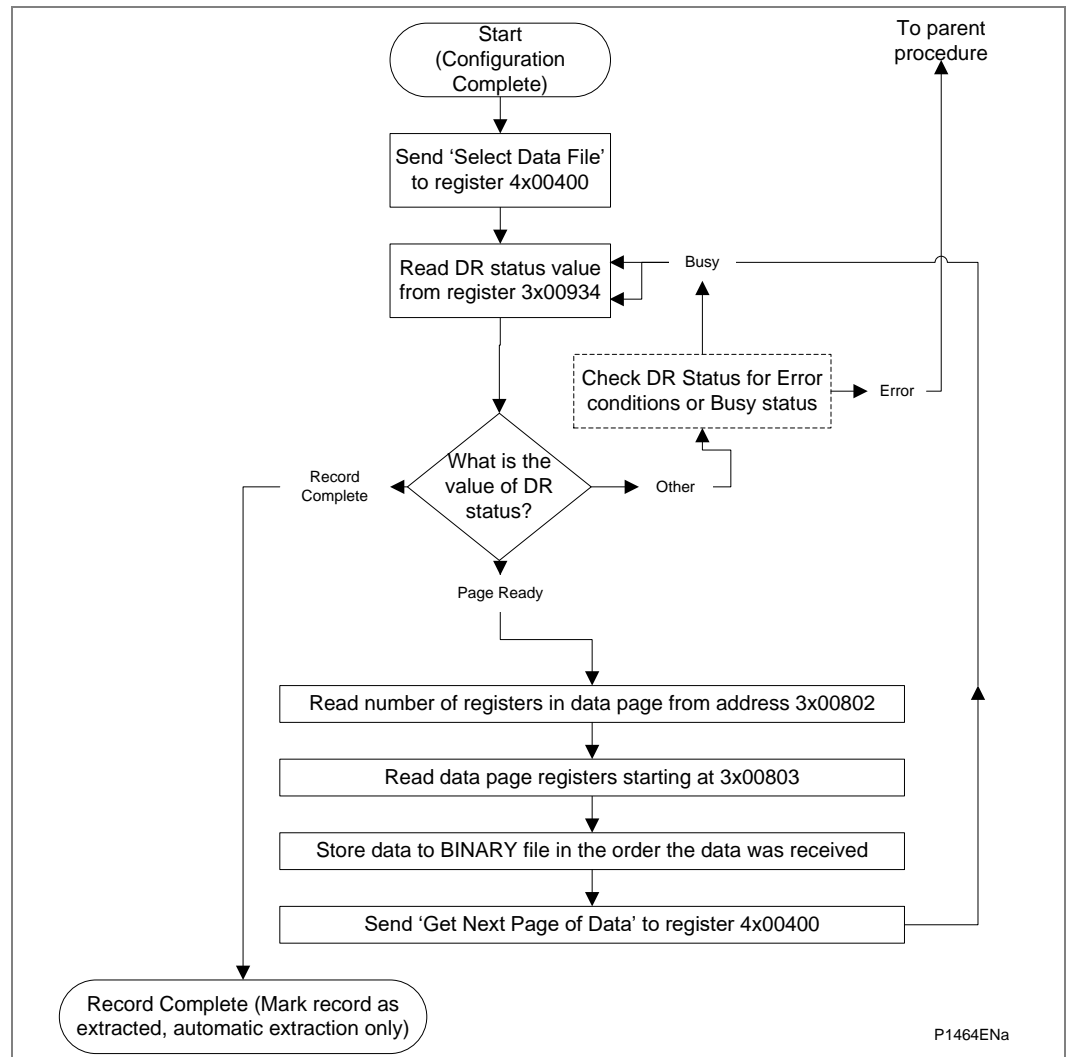 Start
(Configuration
Complete)
To parent
procedure
Send ‘Select Data File’
to register 4x00400
Read DR status value
from register 3x00934
Busy
Check DR Status for Error
conditions or Busy status
Error
What is the
value of DR
status?
Record
Complete
Other
Page Ready
Read number of registers in data page from address 3x00802
Read data page registers starting at 3x00803
Store data to BINARY file in the order the data was received
Send ‘Get Next Page of Data’ to register 4x00400
Record Complete (Mark record as
extracted, automatic extraction only)
P1464ENa